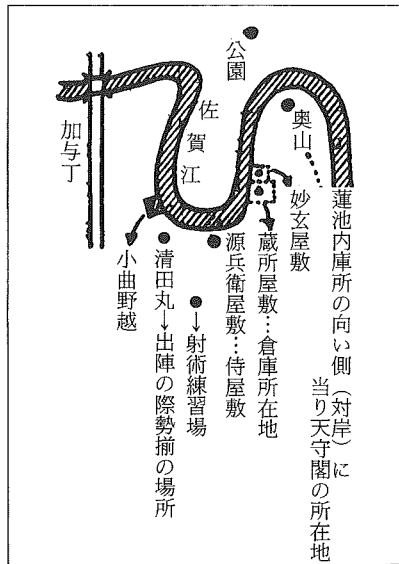 公園
奥山
蓮池内庫所の向い側（対岸）に
当り天守閣の所在地
妙玄屋敷
蔵所屋敷…倉庫所在地
源兵衛屋敷…侍屋敷
佐賀江
射術練習場
清田丸→出陣の際勢揃の場所
小曲野越
加与丁